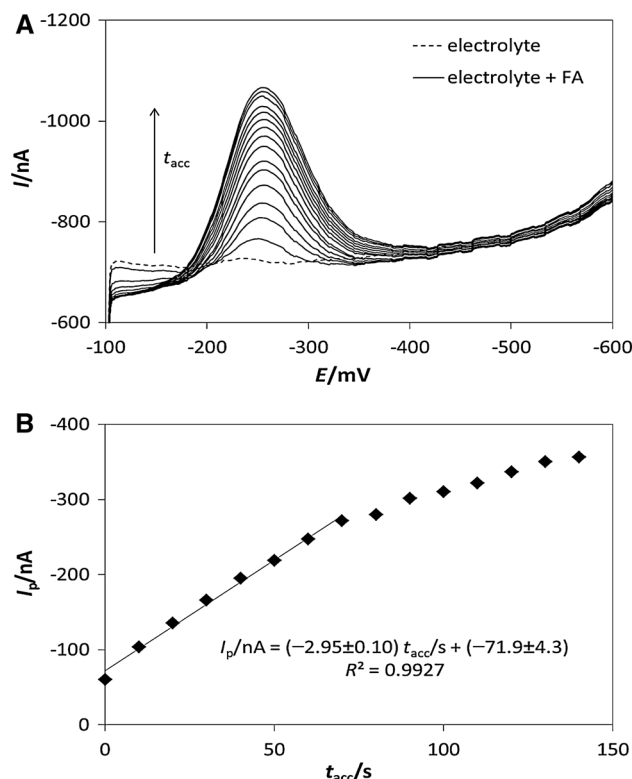 A
-1200
-1000
-800
-600
I/nA
t_acc
electrolyte
electrolyte + FA
-100 -200 -300 -400 -500 -600
E/mV
B
-400
-300
-200
-100
0
I_p/nA
I_p/nA = (−2.95±0.10) t_acc/s + (−71.9±4.3)
R² = 0.9927
0 50 100 150
t_acc/s